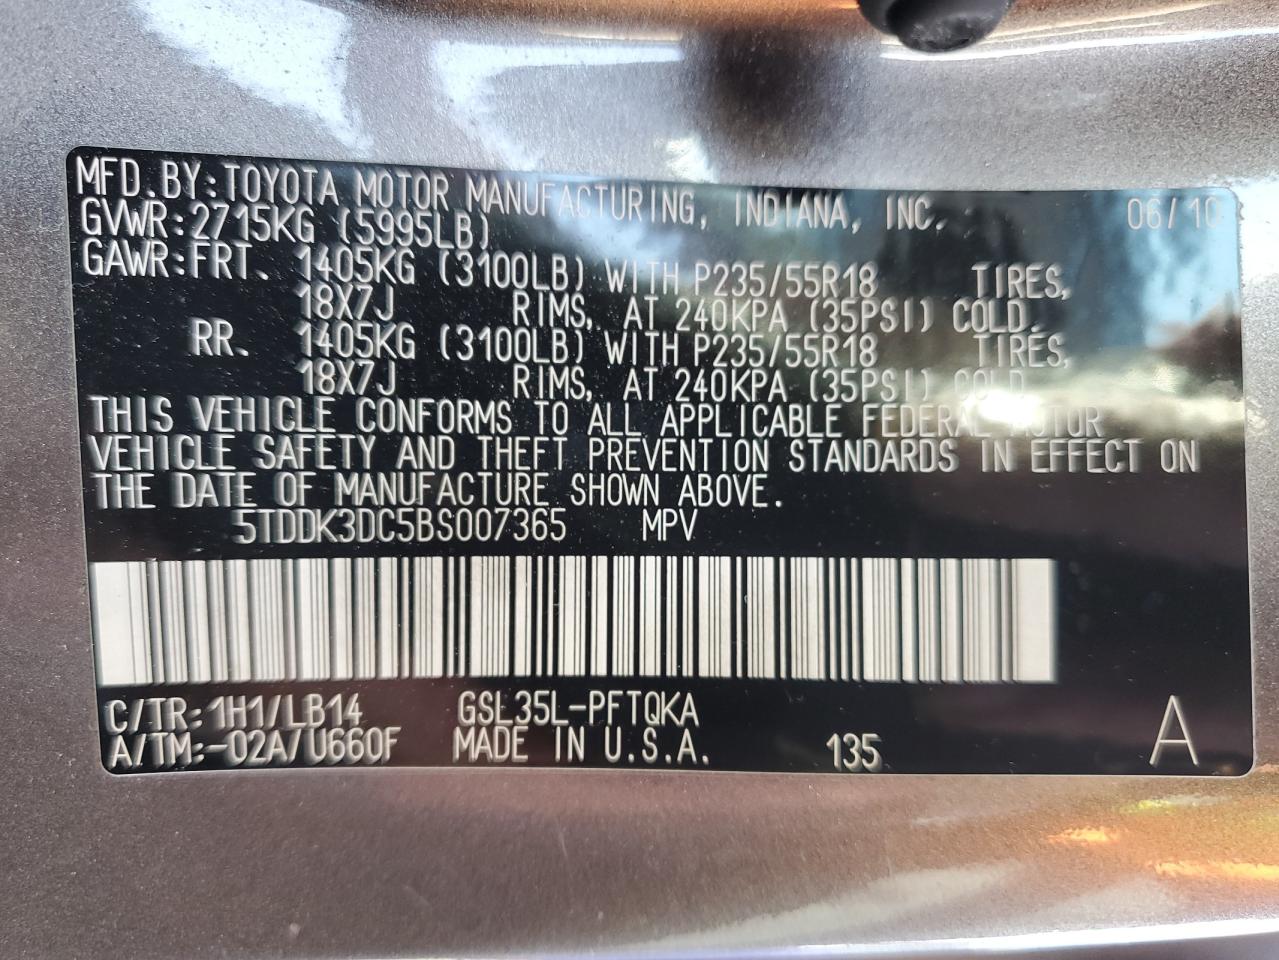 MFD.BY:TOYOTA MOTOR MANUFACTURING, INDIANA, INC. 06/10
GVWR:2715KG (5995LB)
GAWR:FRT. 1405KG (3100LB) WITH P235/55R18 TIRES,
18X7J RIMS, AT 240KPA (35PSI) COLD.
RR. 1405KG (3100LB) WITH P235/55R18 TIRES,
18X7J RIMS, AT 240KPA (35PSI) COLD.
THIS VEHICLE CONFORMS TO ALL APPLICABLE FEDERAL MOTOR
VEHICLE SAFETY AND THEFT PREVENTION STANDARDS IN EFFECT ON
THE DATE OF MANUFACTURE SHOWN ABOVE.
5TDDK3DC5BS007365 MPV
C/TR:1H1/LB14 GSL35L-PFTQKA
A/TM:-02A/U660F MADE IN U.S.A. 135 A